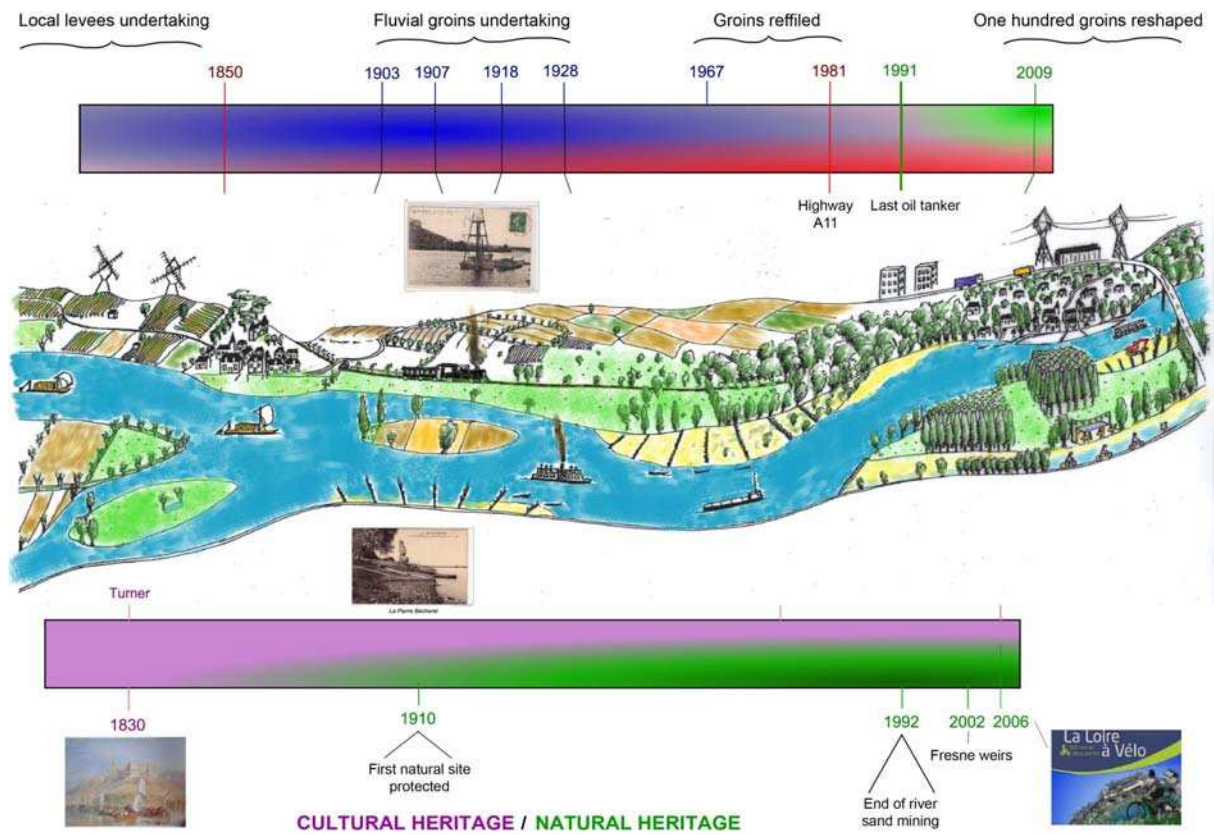 Local levees undertaking
Fluvial groins undertaking
Groins reffiled
One hundred groins reshaped
1850
1903
1907
1918
1928
1967
1981
1991
2009
Highway
A11
Last oil tanker
La Pierre Bécherel
Turner
1830
1910
1992
2002
2006
First natural site
protected
Fresne weirs
End of river
sand mining
La Loire
à Vélo
CULTURAL HERITAGE / NATURAL HERITAGE